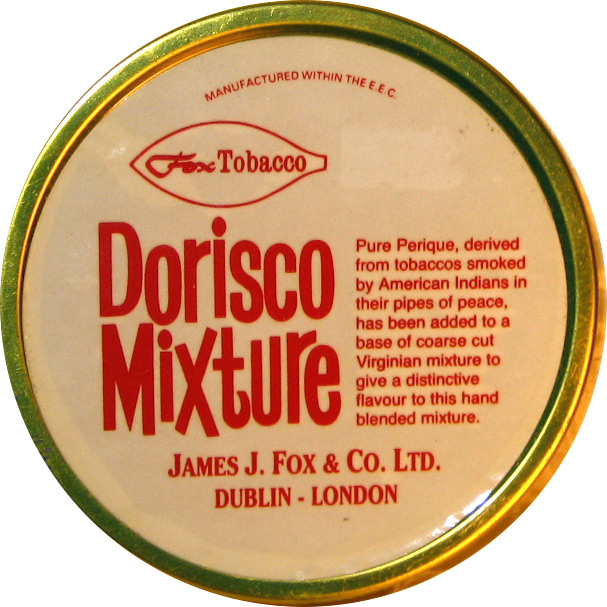 MANUFACTURED WITHIN THE E.E.C.
Fox Tobacco
Dorisco
Mixture
Pure Perique, derived
from tobaccos smoked
by American Indians in
their pipes of peace,
has been added to a
base of coarse cut
Virginian mixture to
give a distinctive
flavour to this hand
blended mixture.
JAMES J. FOX & CO. LTD.
DUBLIN - LONDON